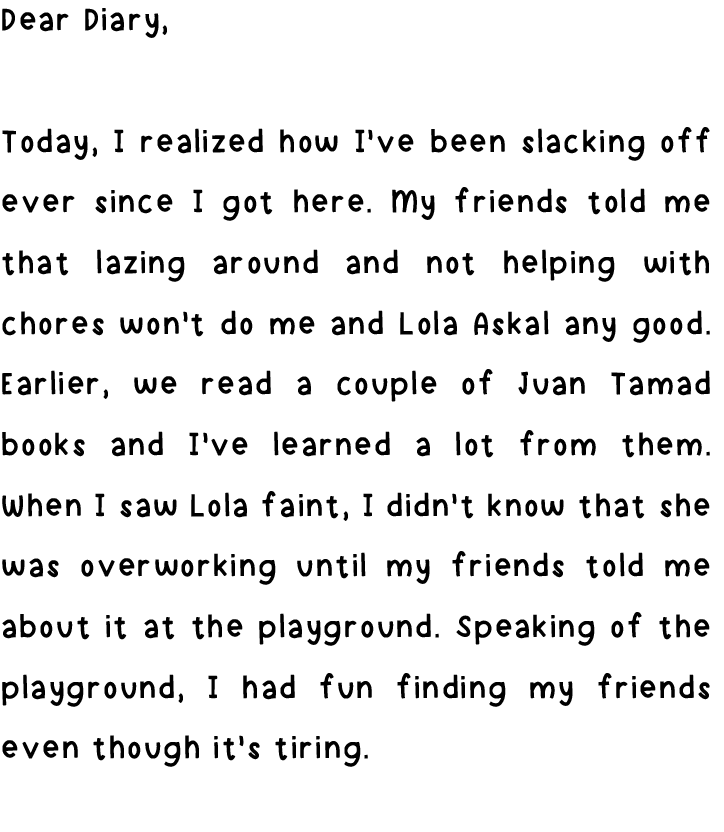 Dear Diary,
Today, I realized how I've been slacking off
ever since I got here. My friends told me
that lazing around and not helping with
chores won't do me and Lola Askal any good.
Earlier, we read a couple of Juan Tamad
books and I've learned a lot from them.
When I saw Lola faint, I didn't know that she
was overworking until my friends told me
about it at the playground. Speaking of the
playground, I had fun finding my friends
even though it's tiring.